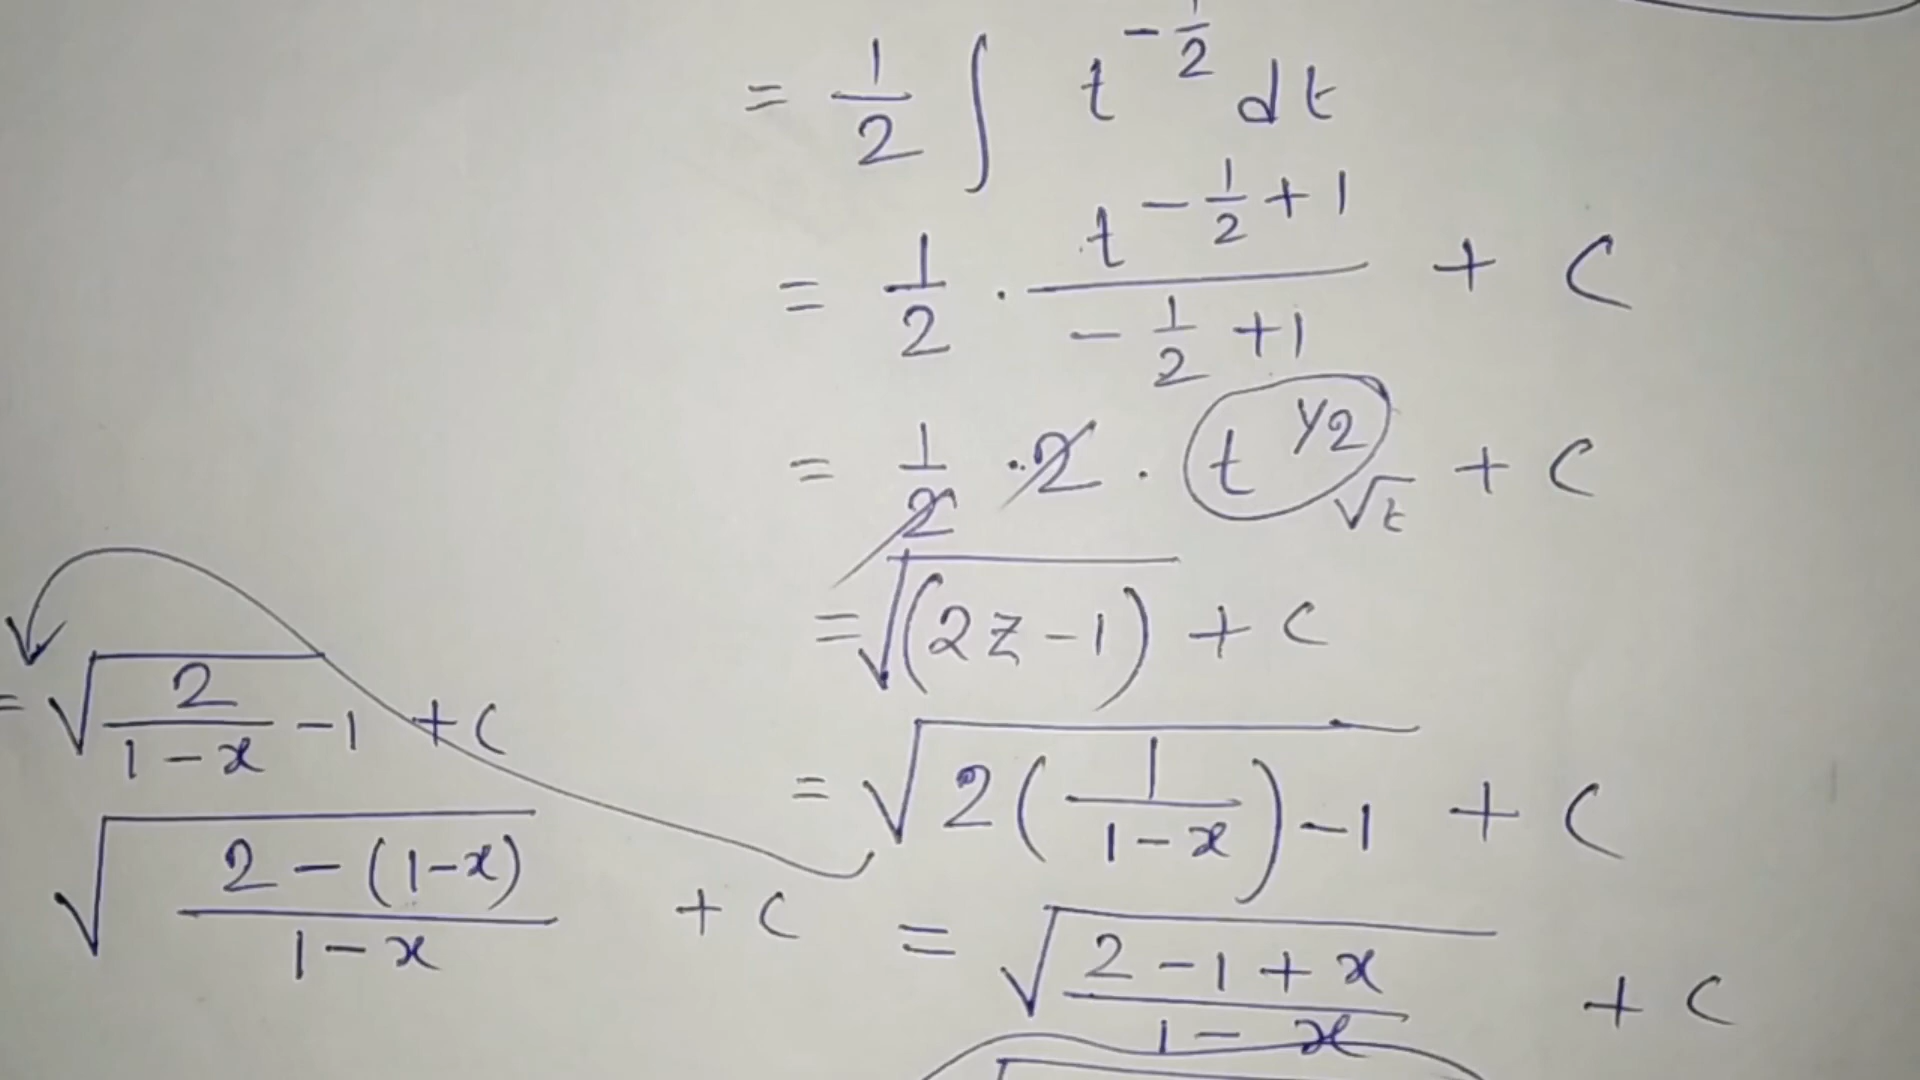 = 1/2 ∫ t^(-1/2) dt
= 1/2 · t^(-1/2 + 1) / (-1/2 + 1) + C
= 1/2 · 2 · t^(1/2) √t + C
= √(2z - 1) + C
= √(2/(1-x) - 1) + C
= √(2(1/(1-x)) - 1) + C
√((2 - (1-x))/(1-x)) + C
= √((2 - 1 + x)/(1 - x)) + C